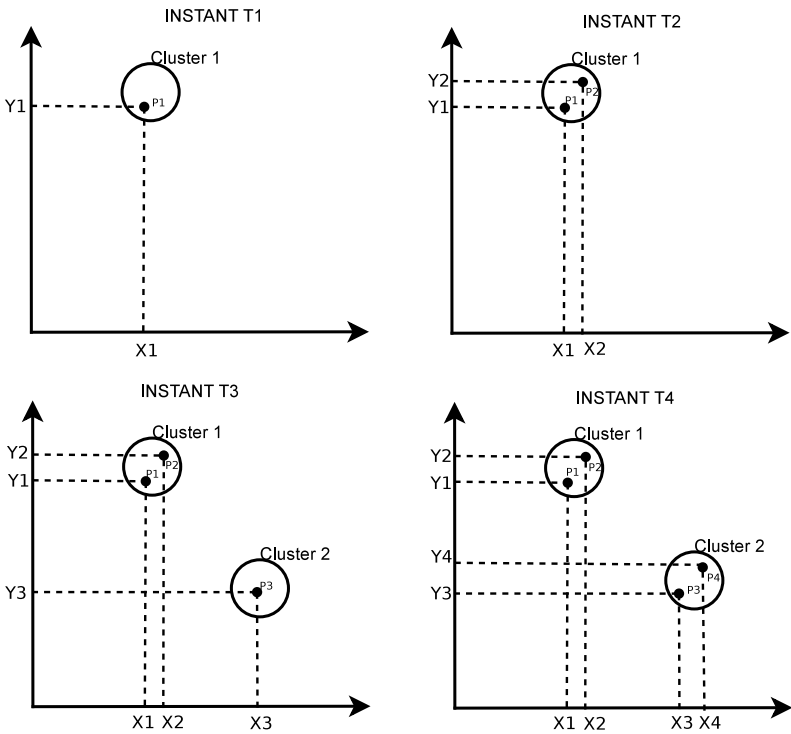 INSTANT T1
Cluster 1
P1
Y1
X1
INSTANT T2
Cluster 1
Y2
P2
Y1
P1
X1 X2
INSTANT T3
Cluster 1
Y2
P2
P1
Y1
Cluster 2
P3
Y3
X1 X2 X3
INSTANT T4
Cluster 1
Y2
P2
P1
Y1
Cluster 2
Y4
P4
Y3
P3
X1 X2 X3 X4